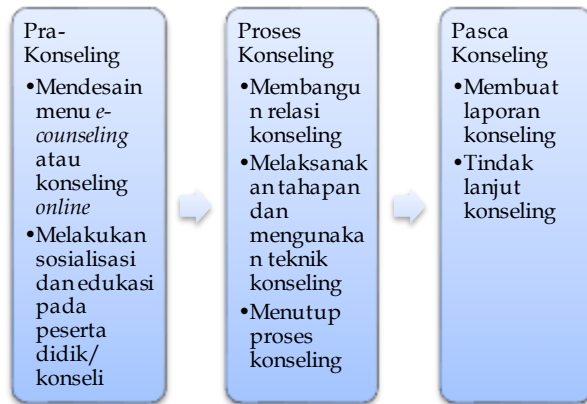 Pra-
Konseling
•Mendesain
menu e-
counseling
atau
konseling
online
•Melakukan
sosialisasi
dan edukasi
pada
peserta
didik/
konseli
Proses
Konseling
•Membangu
n relasi
konseling
•Melaksanak
an tahapan
dan
mengunaka
n teknik
konseling
•Menutup
proses
konseling
Pasca
Konseling
•Membuat
laporan
konseling
•Tindak
lanjut
konseling